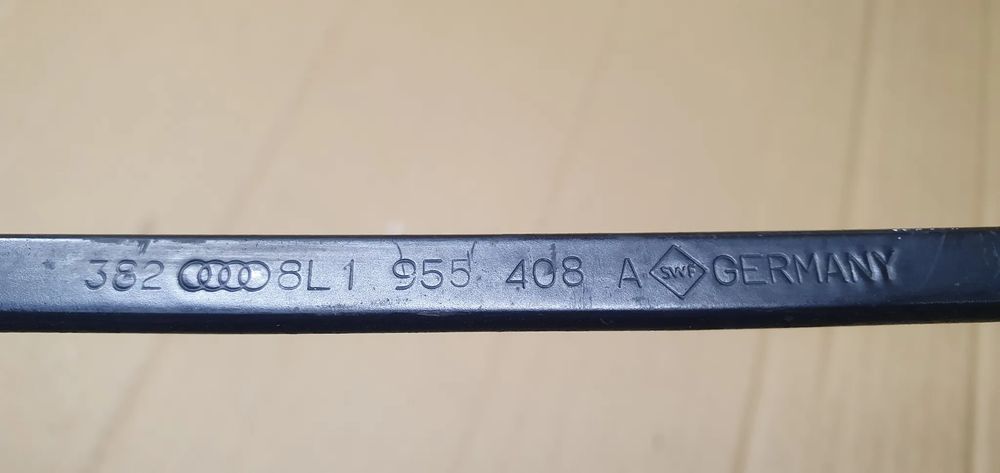 382 8L1 955 408 A SWF GERMANY